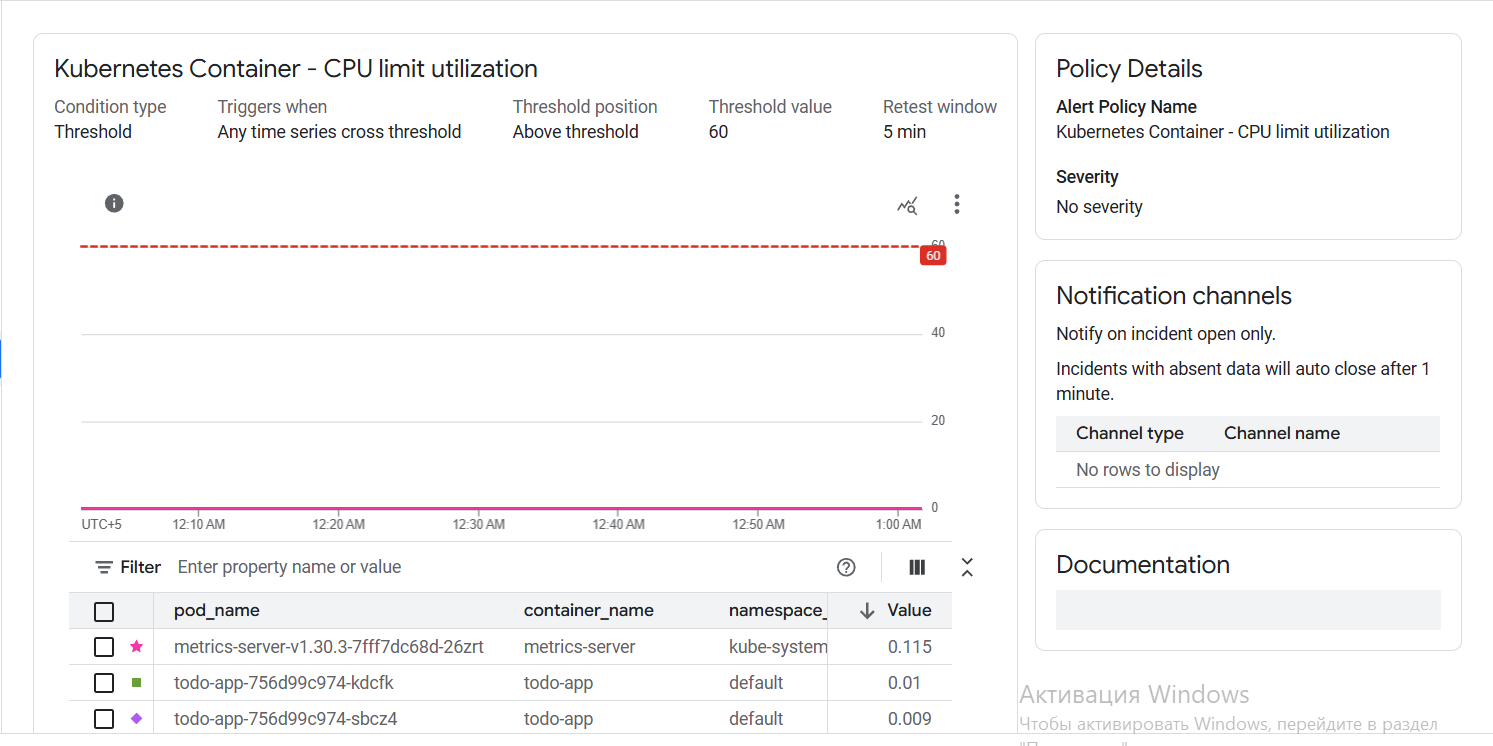 Kubernetes Container - CPU limit utilization
Condition type Triggers when Threshold position Threshold value Retest window
Threshold Any time series cross threshold Above threshold 60 5 min
60
60
40
20
0
UTC+5 12:10 AM 12:20 AM 12:30 AM 12:40 AM 12:50 AM 1:00 AM
Filter Enter property name or value
pod_name container_name namespace_ Value
metrics-server-v1.30.3-7fff7dc68d-26zrt metrics-server kube-system 0.115
todo-app-756d99c974-kdcfk todo-app default 0.01
todo-app-756d99c974-sbcz4 todo-app default 0.009
Policy Details
Alert Policy Name
Kubernetes Container - CPU limit utilization
Severity
No severity
Notification channels
Notify on incident open only.
Incidents with absent data will auto close after 1
minute.
Channel type Channel name
No rows to display
Documentation
Активация Windows
Чтобы активировать Windows, перейдите в раздел